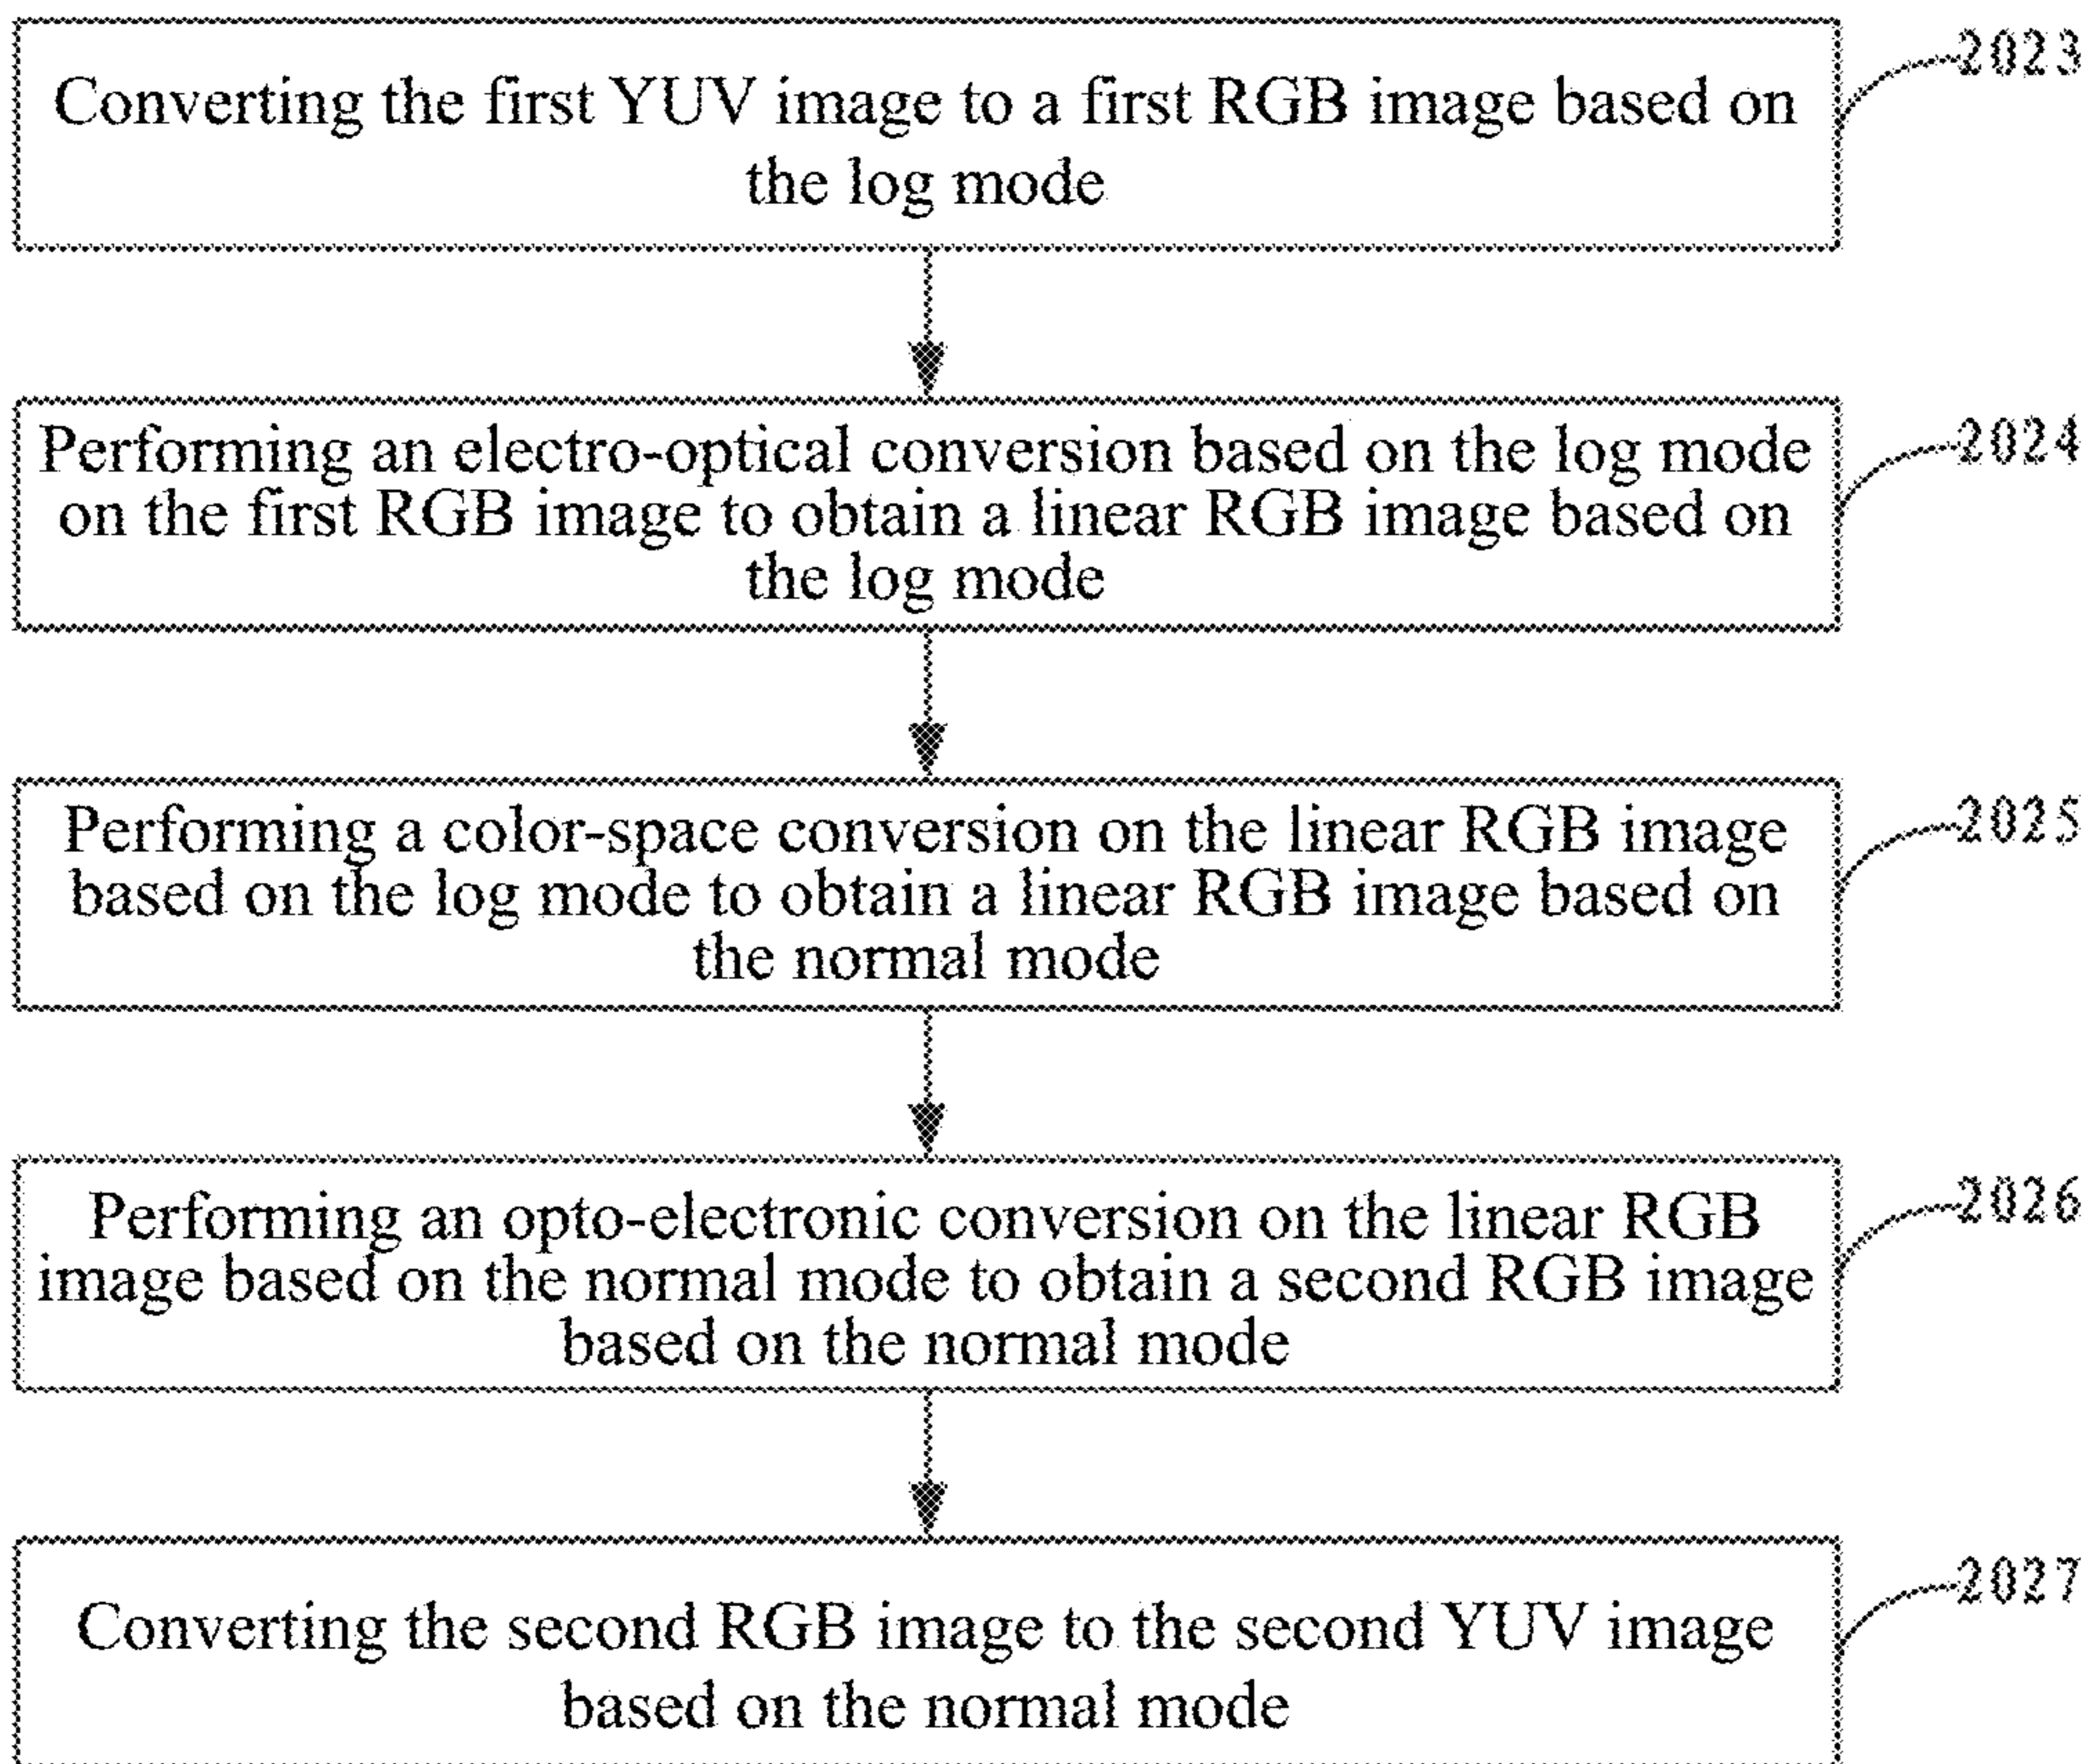 Converting the first YUV image to a first RGB image based on
the log mode
2023
Performing an electro-optical conversion based on the log mode
on the first RGB image to obtain a linear RGB image based on
the log mode
2024
Performing a color-space conversion on the linear RGB image
based on the log mode to obtain a linear RGB image based on
the normal mode
2025
Performing an opto-electronic conversion on the linear RGB
image based on the normal mode to obtain a second RGB image
based on the normal mode
2026
Converting the second RGB image to the second YUV image
based on the normal mode
2027